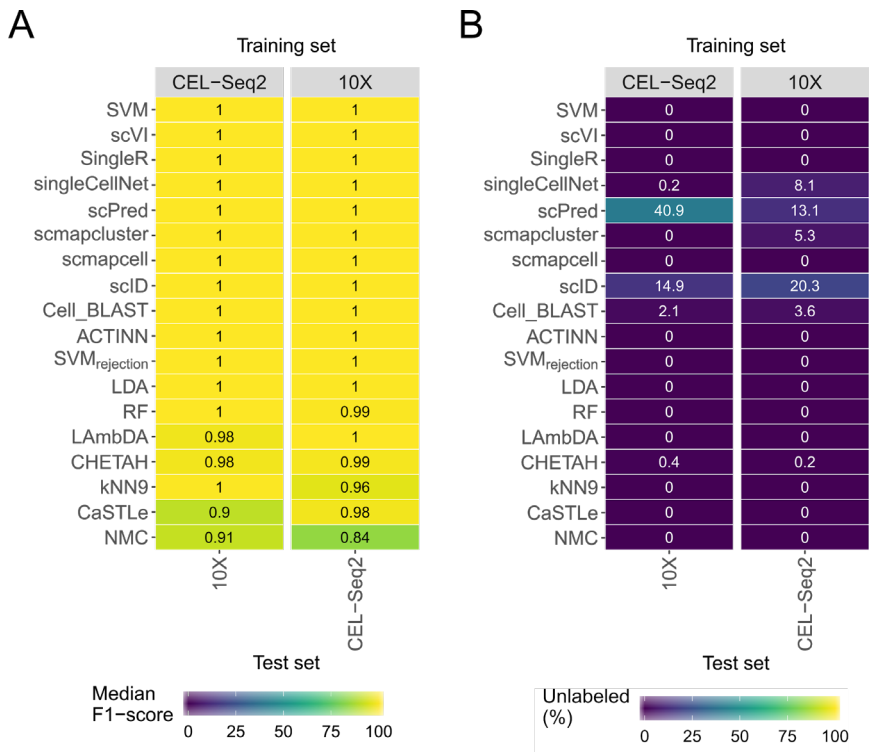 A
Training set
CEL−Seq2 10X
SVM 1 1
scVI 1 1
SingleR 1 1
singleCellNet 1 1
scPred 1 1
scmapcluster 1 1
scmapcell 1 1
scID 1 1
Cell_BLAST 1 1
ACTINN 1 1
SVMrejection 1 1
LDA 1 1
RF 1 0.99
LAmbDA 0.98 1
CHETAH 0.98 0.99
kNN9 1 0.96
CaSTLe 0.9 0.98
NMC 0.91 0.84
10X CEL−Seq2
Test set
Median
F1−score
0 25 50 75 100
B
Training set
CEL−Seq2 10X
SVM 0 0
scVI 0 0
SingleR 0 0
singleCellNet 0.2 8.1
scPred 40.9 13.1
scmapcluster 0 5.3
scmapcell 0 0
scID 14.9 20.3
Cell_BLAST 2.1 3.6
ACTINN 0 0
SVMrejection 0 0
LDA 0 0
RF 0 0
LAmbDA 0 0
CHETAH 0.4 0.2
kNN9 0 0
CaSTLe 0 0
NMC 0 0
10X CEL−Seq2
Test set
Unlabeled
(%)
0 25 50 75 100